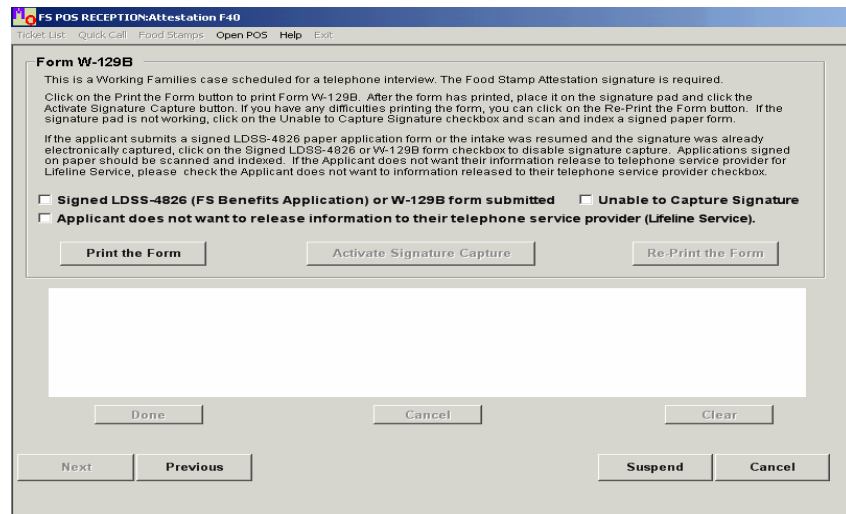 FS POS RECEPTION:Attestation F40
Ticket List Quick Call Food Stamps Open POS Help Exit
Form W-129B
This is a Working Families case scheduled for a telephone interview. The Food Stamp Attestation signature is required.
Click on the Print the Form button to print Form W-129B. After the form has printed, place it on the signature pad and click the
Activate Signature Capture button. If you have any difficulties printing the form, you can click on the Re-Print the Form button. If the
signature pad is not working, click on the Unable to Capture Signature checkbox and scan and index a signed paper form.
If the applicant submits a signed LDSS-4826 paper application form or the intake was resumed and the signature was already
electronically captured, click on the Signed LDSS-4826 or W-129B form checkbox to disable signature capture. Applications signed
on paper should be scanned and indexed. If the Applicant does not want their information release to telephone service provider for
Lifeline Service, please check the Applicant does not want to information released to their telephone service provider checkbox.
Signed LDSS-4826 (FS Benefits Application) or W-129B form submitted Unable to Capture Signature
Applicant does not want to release information to their telephone service provider (Lifeline Service).
Print the Form Activate Signature Capture Re-Print the Form
Done Cancel Clear
Next Previous Suspend Cancel